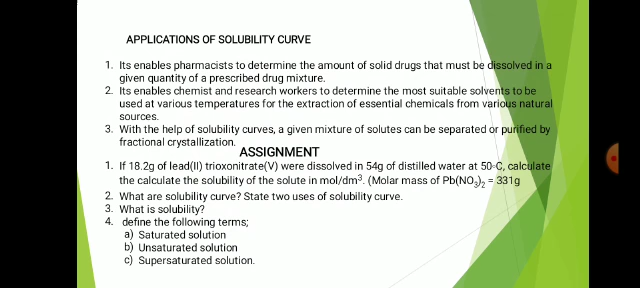 APPLICATIONS OF SOLUBILITY CURVE
1. Its enables pharmacists to determine the amount of solid drugs that must be dissolved in a
given quantity of a prescribed drug mixture.
2. Its enables chemist and research workers to determine the most suitable solvents to be
used at various temperatures for the extraction of essential chemicals from various natural
sources.
3. With the help of solubility curves, a given mixture of solutes can be separated or purified by
fractional crystallization.
ASSIGNMENT
1. If 18.2g of lead(II) trioxonitrate(V) were dissolved in 54g of distilled water at 50◦C, calculate
the calculate the solubility of the solute in mol/dm³. (Molar mass of Pb(NO₃)₂ = 331g
2. What are solubility curve? State two uses of solubility curve.
3. What is solubility?
4. define the following terms;
a) Saturated solution
b) Unsaturated solution
c) Supersaturated solution.